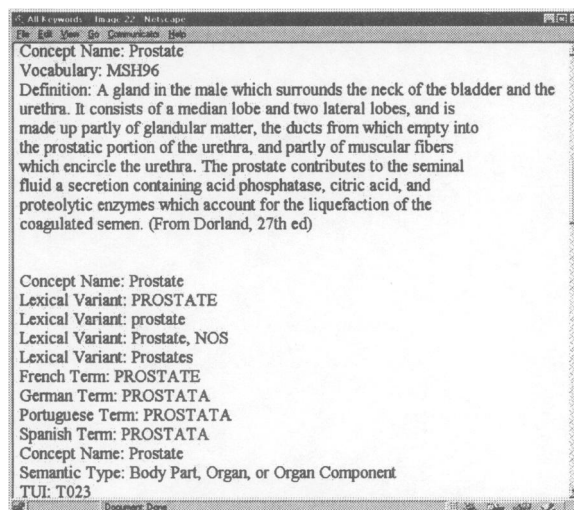 All Keywords - Image 22 - Netscape
File Edit View Go Communicator Help
Concept Name: Prostate
Vocabulary: MSH96
Definition: A gland in the male which surrounds the neck of the bladder and the
urethra. It consists of a median lobe and two lateral lobes, and is
made up partly of glandular matter, the ducts from which empty into
the prostatic portion of the urethra, and partly of muscular fibers
which encircle the urethra. The prostate contributes to the seminal
fluid a secretion containing acid phosphatase, citric acid, and
proteolytic enzymes which account for the liquefaction of the
coagulated semen. (From Dorland, 27th ed)
Concept Name: Prostate
Lexical Variant: PROSTATE
Lexical Variant: prostate
Lexical Variant: Prostate, NOS
Lexical Variant: Prostates
French Term: PROSTATE
German Term: PROSTATA
Portuguese Term: PROSTATA
Spanish Term: PROSTATA
Concept Name: Prostate
Semantic Type: Body Part, Organ, or Organ Component
TUI: T023
Document Done